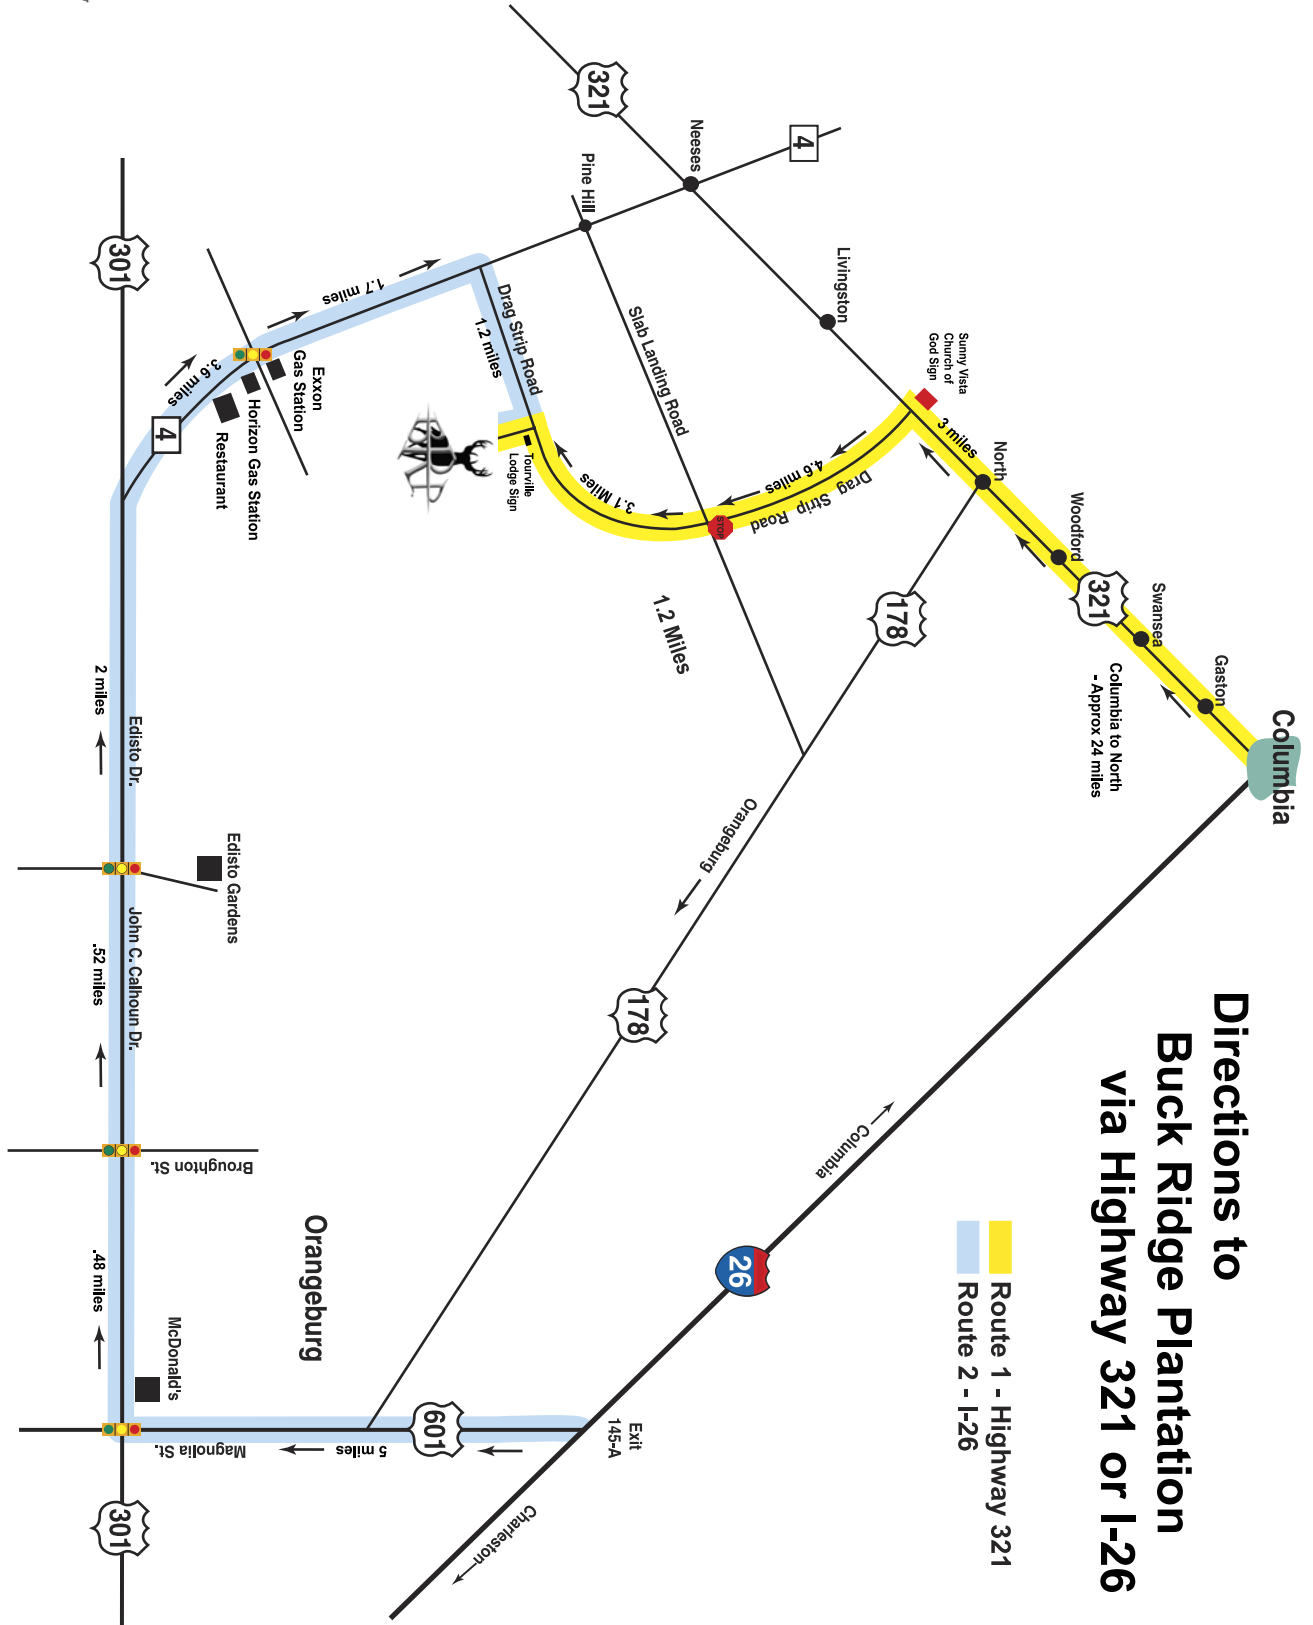 Directions to
Buck Ridge Plantation
via Highway 321 or I-26
Route 1 - Highway 321
Route 2 - I-26
Columbia
Gaston
Swansea
Columbia to North
- Approx 24 miles
321
Woodford
North
3 miles
Sunny Vista
Church of
God Sign
Livingston
4
Neeses
321
Pine Hill
178
4.6 miles
Drag Strip Road
STOP
Slab Landing Road
1.2 Miles
3.1 Miles
Drag Strip Road
1.2 miles
Tourville
Lodge Sign
Orangeburg
178
Columbia
26
1.7 miles
Exxon
Gas Station
Horizon Gas Station
Restaurant
3.6 miles
4
301
Edisto Dr.
2 miles
Edisto Gardens
John C. Calhoun Dr.
.52 miles
Broughton St.
Orangeburg
.48 miles
McDonald's
Exit
145-A
601
5 miles
Magnolia St.
Charleston
301